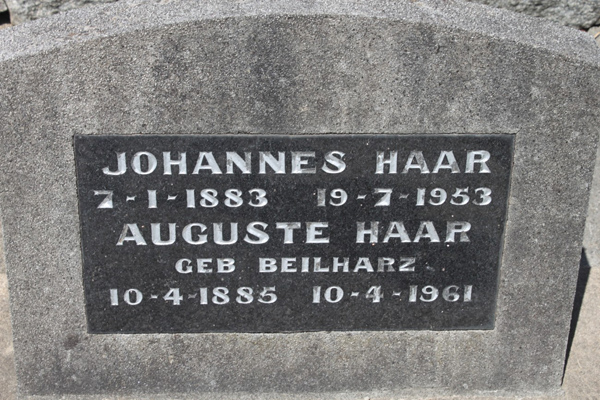 JOHANNES HAAR
7-1-1883 19-7-1953
AUGUSTE HAAR
GEB BEILHARZ
10-4-1885 10-4-1961